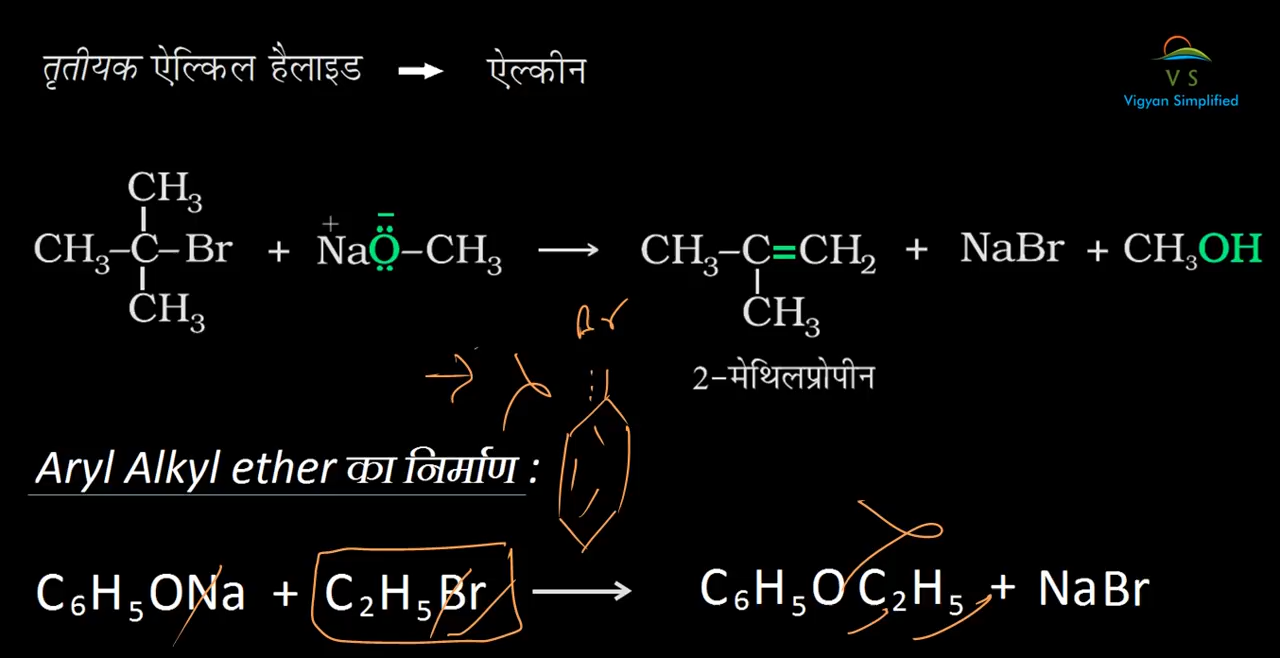 तृतीयक ऐल्किल हैलाइड → ऐल्कीन
V S
Vigyan Simplified
CH₃
CH₃–C–Br + Na⁺Ö⁻–CH₃ → CH₃–C=CH₂ + NaBr + CH₃OH
CH₃ CH₃
Br
2-मेथिलप्रोपीन
Aryl Alkyl ether का निर्माण :
C₆H₅ONa + C₂H₅Br → C₆H₅OC₂H₅ + NaBr